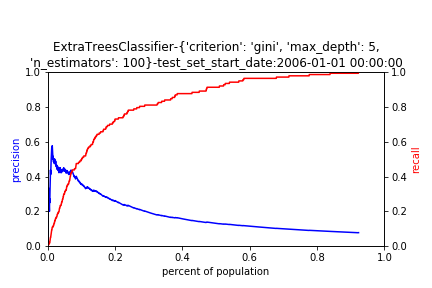 ExtraTreesClassifier-{'criterion': 'gini', 'max_depth': 5,
'n_estimators': 100}-test_set_start_date:2006-01-01 00:00:00
1.0
0.8
0.6
0.4
0.2
0.0
precision
1.0
0.8
0.6
0.4
0.2
0.0
recall
0.0 0.2 0.4 0.6 0.8 1.0
percent of population